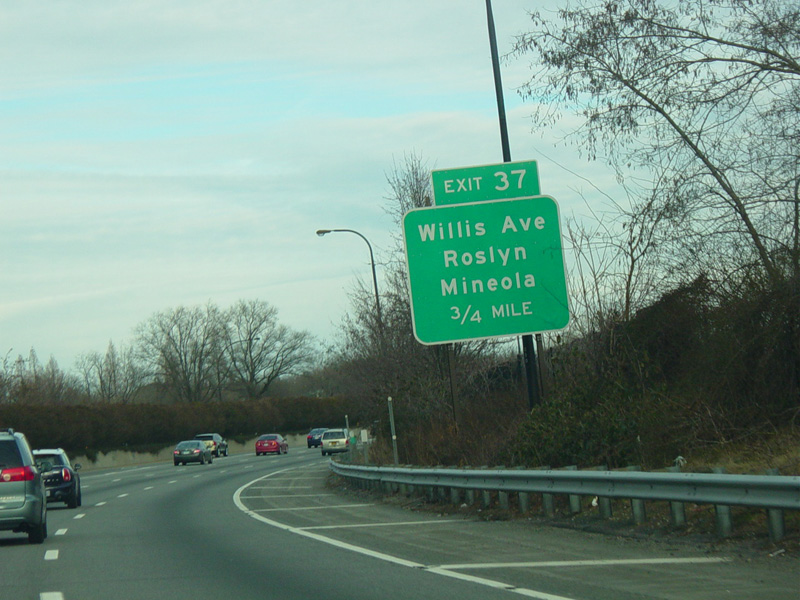 EXIT 37
Willis Ave
Roslyn
Mineola
3/4 MILE